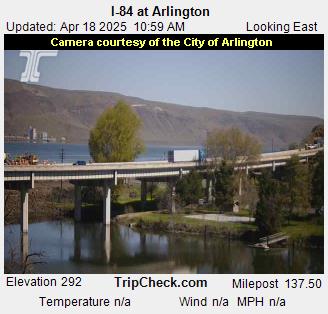 I-84 at Arlington
Updated: Apr 18 2025 10:59 AM Looking East
Camera courtesy of the City of Arlington
Elevation 292 TripCheck.com Milepost 137.50
Temperature n/a Wind n/a MPH n/a